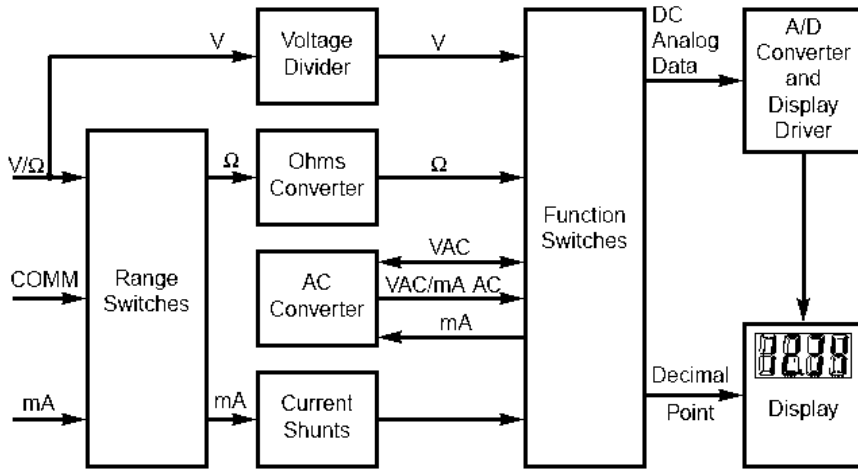 V
Voltage
Divider
V
DC
Analog
Data
A/D
Converter
and
Display
Driver
V/Ω
Ω
Ohms
Converter
Ω
Function
Switches
COMM
Range
Switches
AC
Converter
VAC
VAC/mA AC
mA
mA
mA
Current
Shunts
Decimal
Point
Display